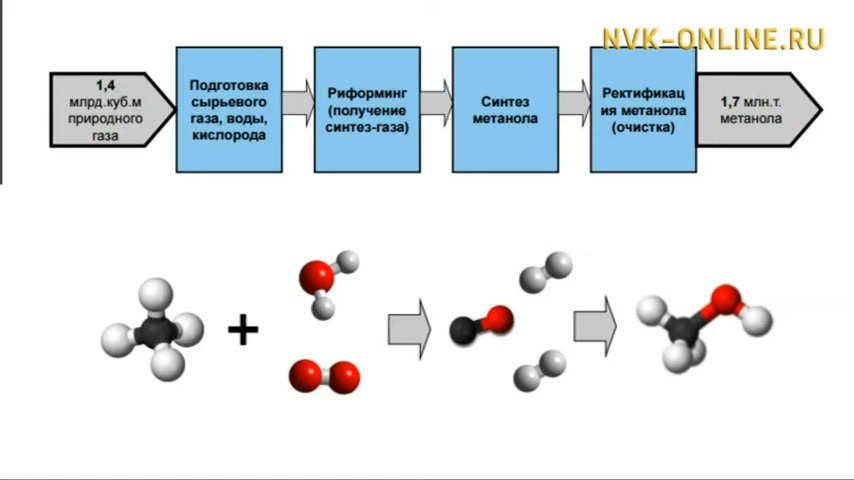 NVK-ONLINE.RU
1,4
млрд.куб.м
природного
газа
Подготовка
сырьевого
газа, воды,
кислорода
Риформинг
(получение
синтез-газа)
Синтез
метанола
Ректификац
ия метанола
(очистка)
1,7 млн.т.
метанола
+